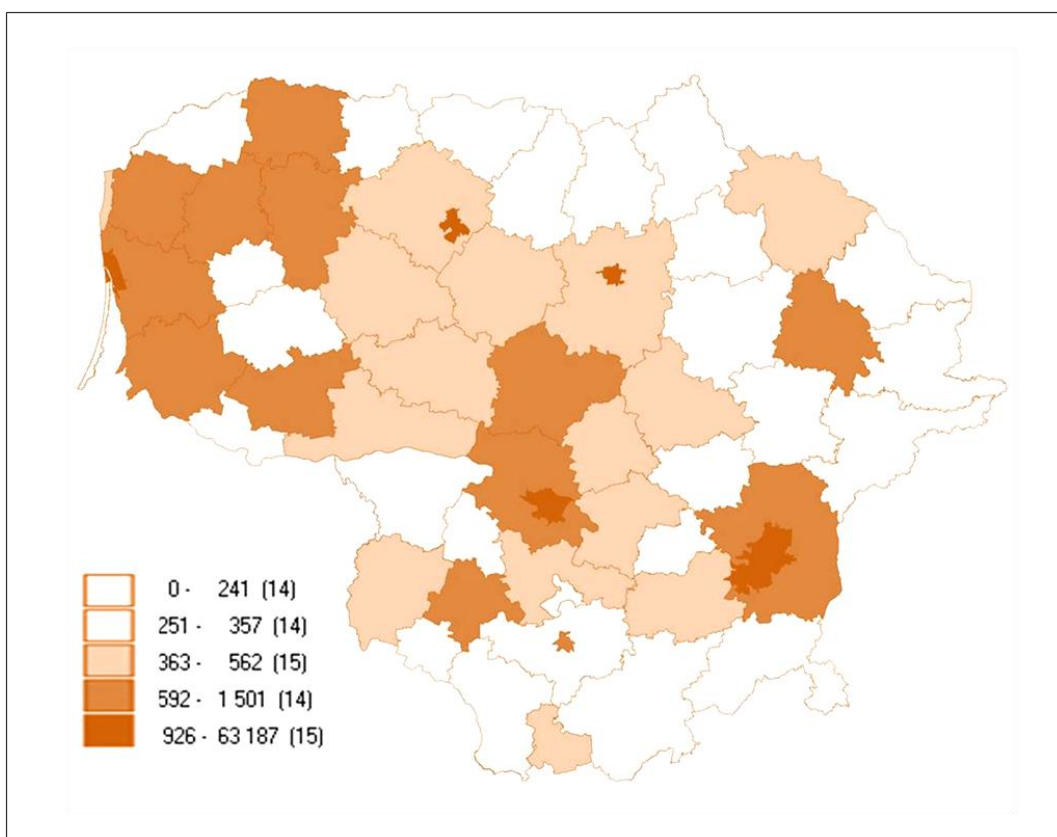 0 - 241 (14)
251 - 357 (14)
363 - 562 (15)
592 - 1 501 (14)
926 - 63 187 (15)